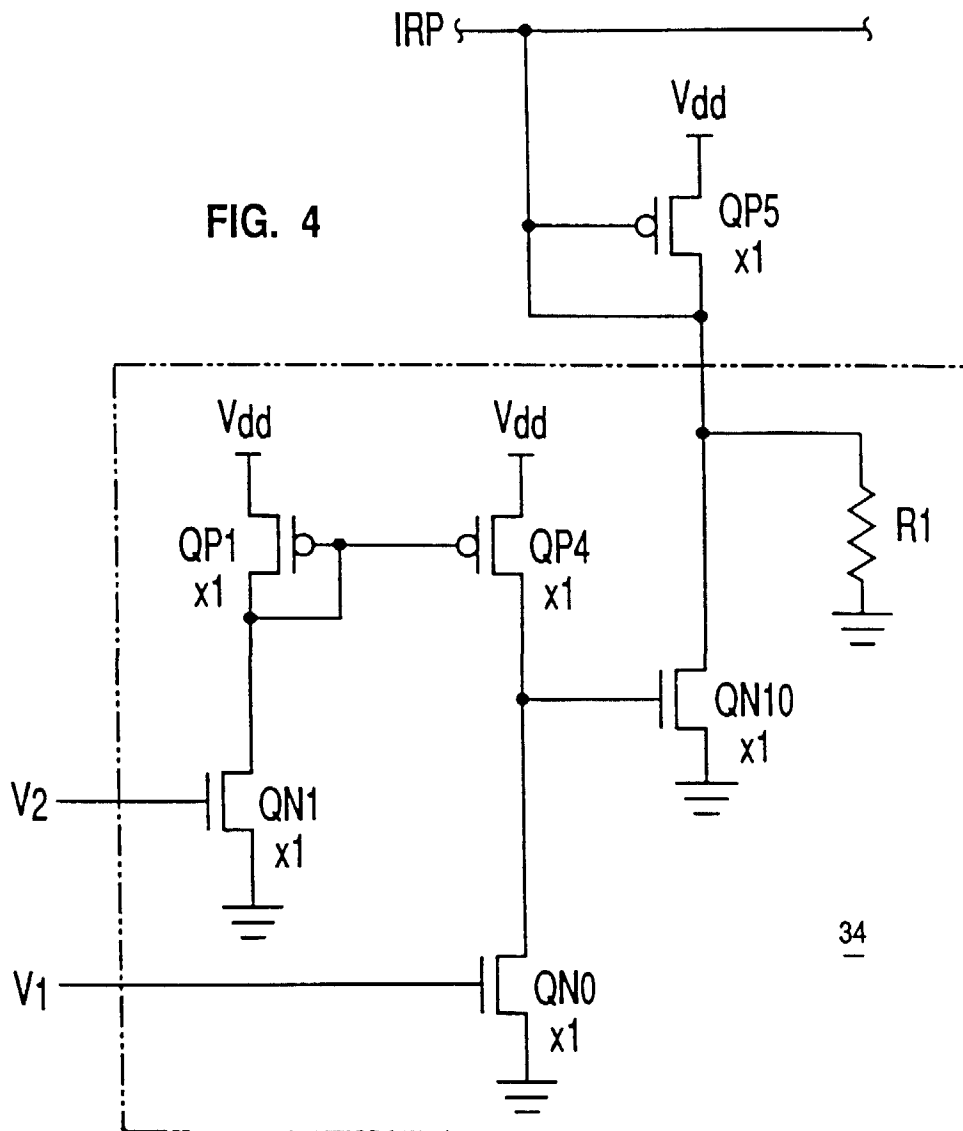 IRP
Vdd
FIG. 4
QP5
x1
Vdd
Vdd
QP1
x1
QP4
x1
R1
QN10
x1
V2
QN1
x1
34
V1
QN0
x1